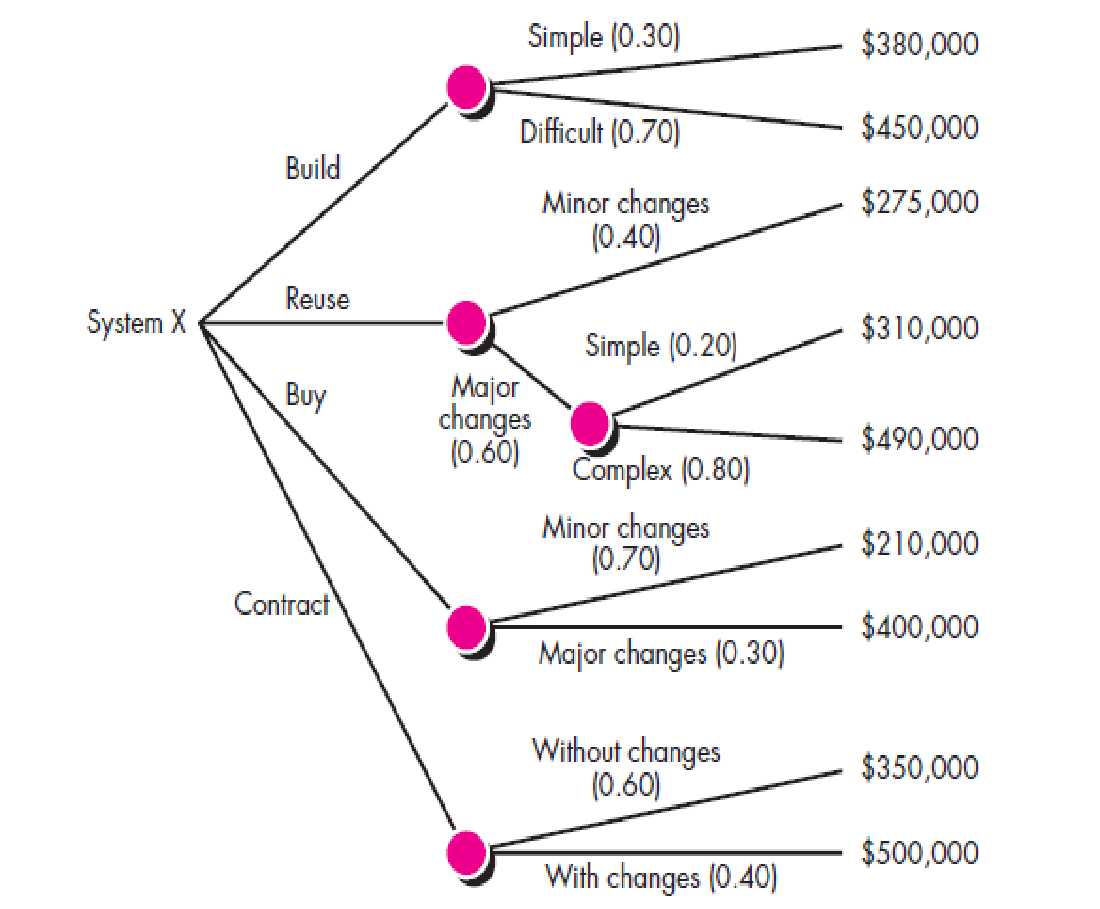 Simple (0.30)
$380,000
Difficult (0.70)
$450,000
Build
Minor changes
(0.40)
$275,000
Reuse
System X
Simple (0.20)
$310,000
Buy
Major
changes
(0.60)
$490,000
Complex (0.80)
Minor changes
(0.70)
$210,000
Contract
$400,000
Major changes (0.30)
Without changes
(0.60)
$350,000
$500,000
With changes (0.40)